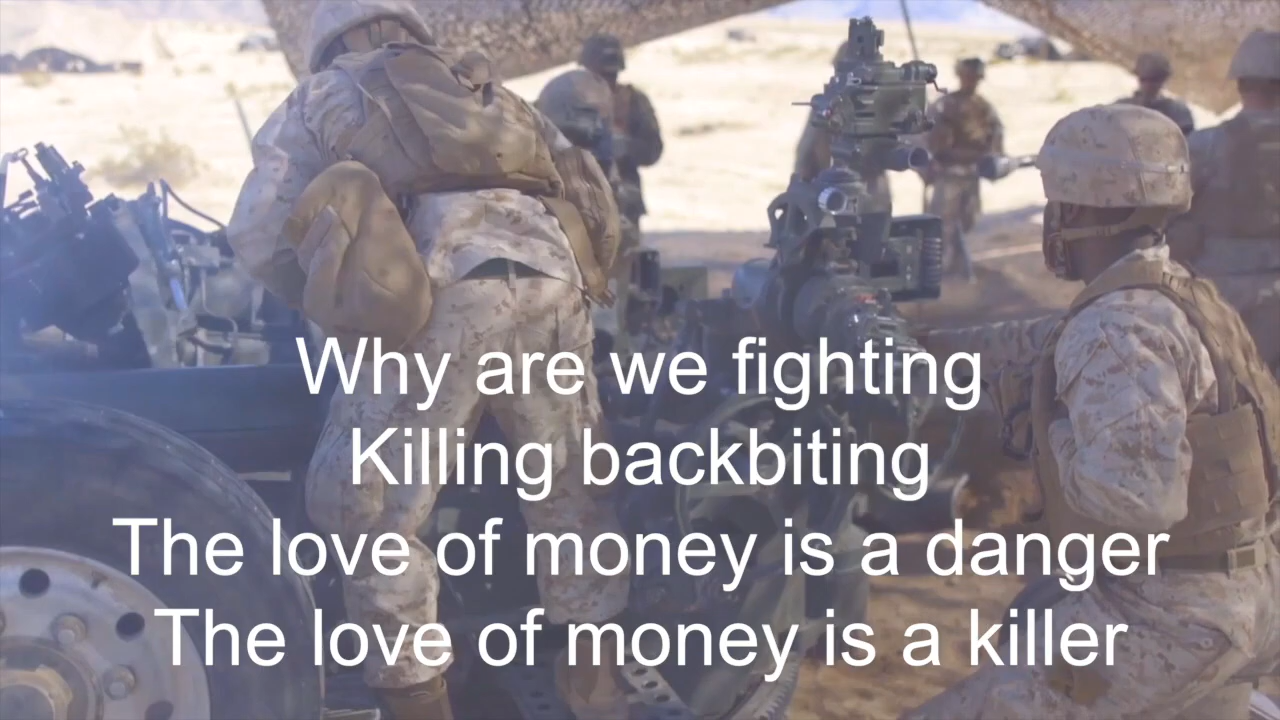 Why are we fighting
Killing backbiting
The love of money is a danger
The love of money is a killer